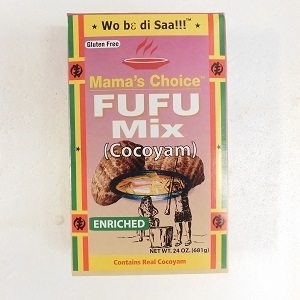 Wo bɛ di Saa!!!™
Gluten Free
Mama's Choice™
FUFU
Mix
(Cocoyam)
ENRICHED
NET WT. 24 OZ. (681g)
Contains Real Cocoyam